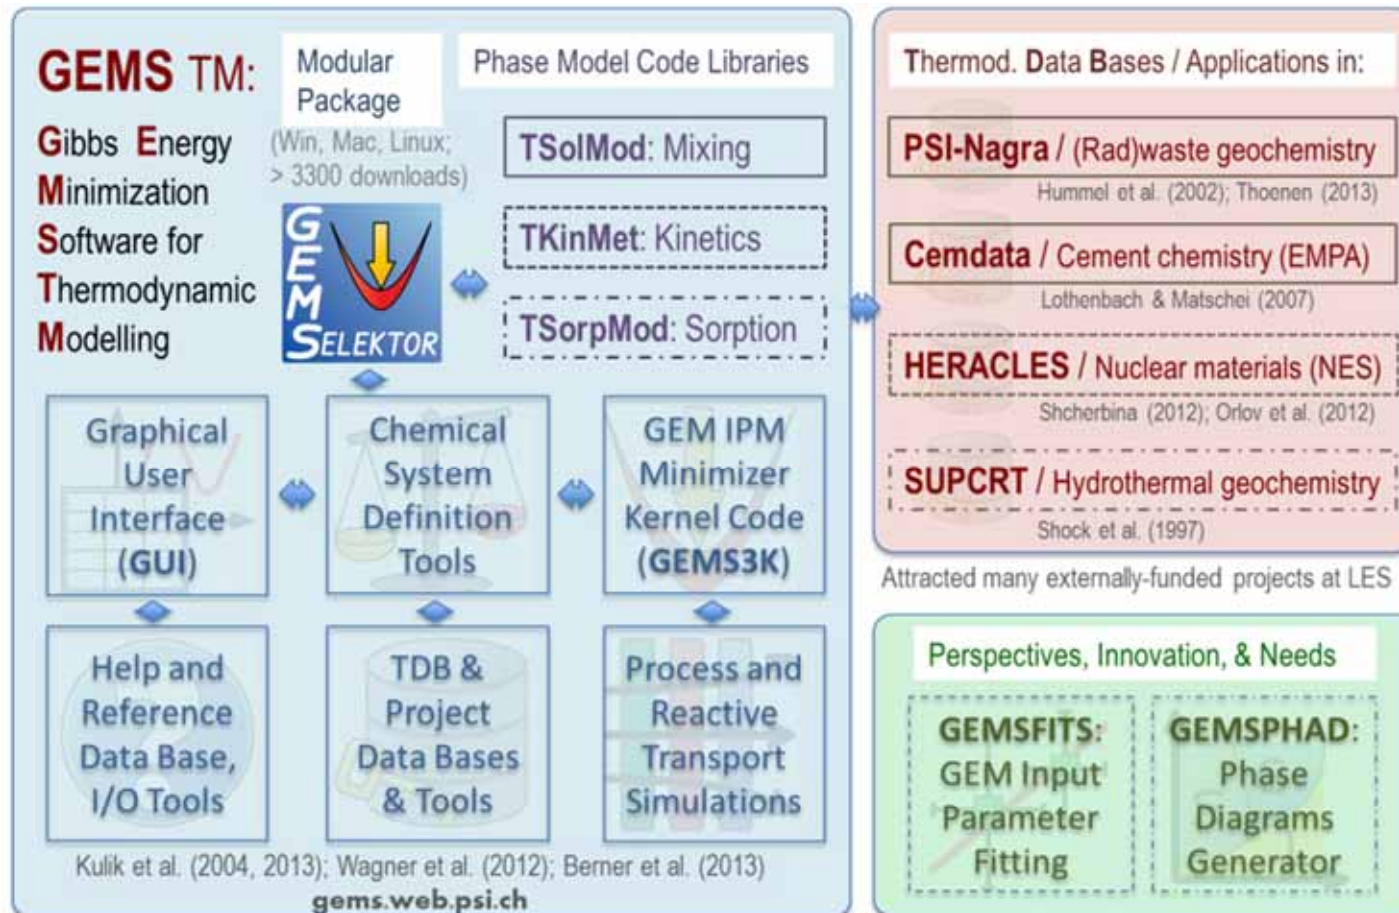 GEMS TM:
Gibbs Energy
Minimization
Software for
Thermodynamic
Modelling
Modular
Package
(Win, Mac, Linux;
> 3300 downloads)
GEMS
SELEKTOR
Phase Model Code Libraries
TSolMod: Mixing
TKinMet: Kinetics
TSorpMod: Sorption
Graphical
User
Interface
(GUI)
Chemical
System
Definition
Tools
GEM IPM
Minimizer
Kernel Code
(GEMS3K)
Help and
Reference
Data Base,
I/O Tools
TDB &
Project
Data Bases
& Tools
Process and
Reactive
Transport
Simulations
Kulik et al. (2004, 2013); Wagner et al. (2012); Berner et al. (2013)
gems.web.psi.ch
Thermod. Data Bases / Applications in:
PSI-Nagra / (Rad)waste geochemistry
Hummel et al. (2002); Thoenen (2013)
Cemdata / Cement chemistry (EMPA)
Lothenbach & Matschei (2007)
HERACLES / Nuclear materials (NES)
Shcherbina (2012); Orlov et al. (2012)
SUPCRT / Hydrothermal geochemistry
Shock et al. (1997)
Attracted many externally-funded projects at LES
Perspectives, Innovation, & Needs
GEMSFITS:
GEM Input
Parameter
Fitting
GEMSPHAD:
Phase
Diagrams
Generator